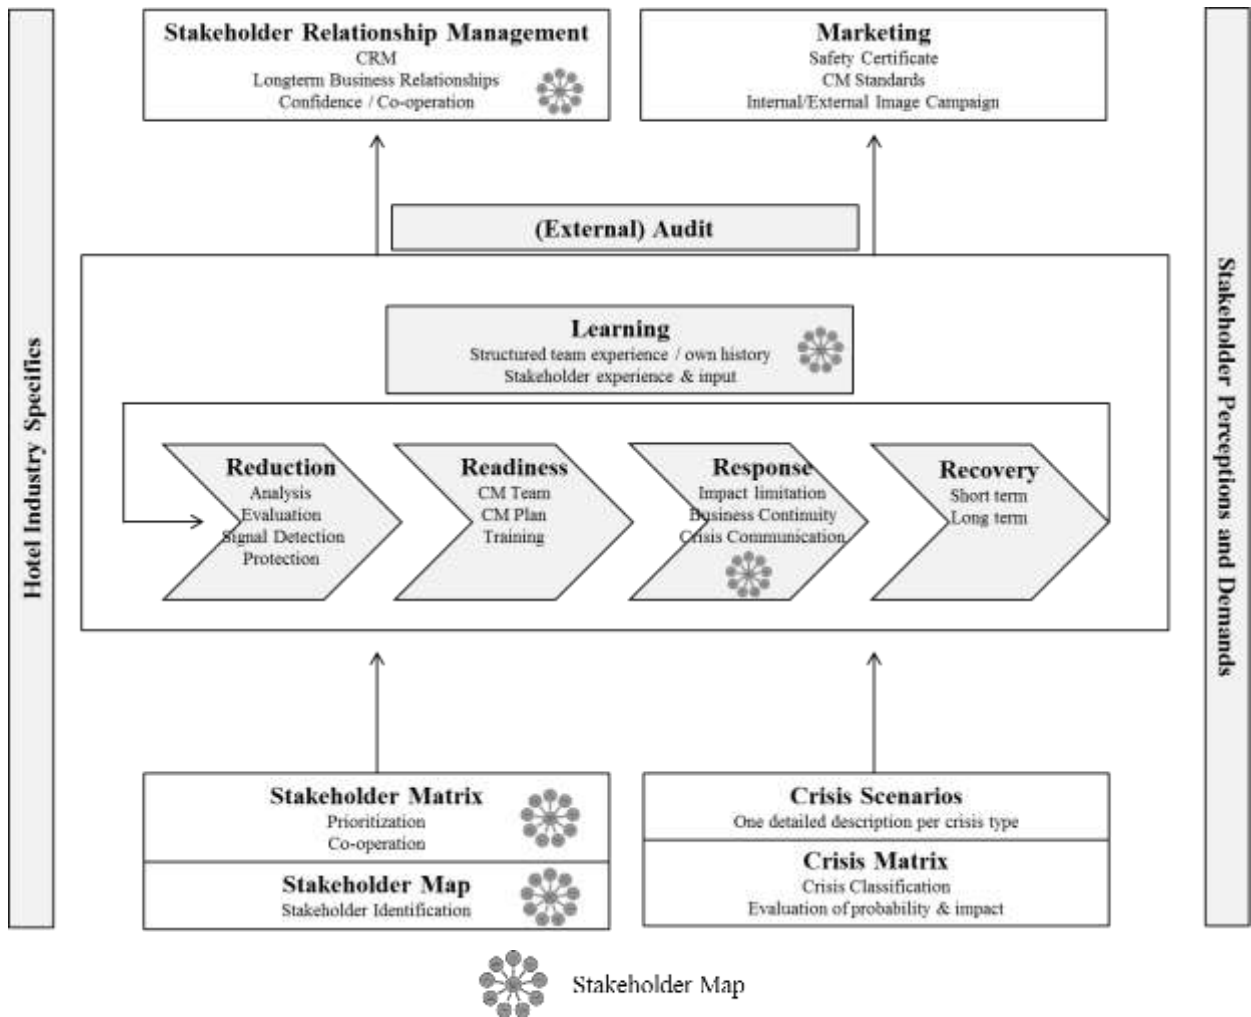 Stakeholder Relationship Management
CRM
Longterm Business Relationships
Confidence / Co-operation
Marketing
Safety Certificate
CM Standards
Internal/External Image Campaign
Hotel Industry Specifics
Stakeholder Perceptions and Demands
(External) Audit
Learning
Structured team experience / own history
Stakeholder experience & input
Reduction
Analysis
Evaluation
Signal Detection
Protection
Readiness
CM Team
CM Plan
Training
Response
Impact limitation
Business Continuity
Crisis Communication
Recovery
Short term
Long term
Stakeholder Matrix
Prioritization
Co-operation
Stakeholder Map
Stakeholder Identification
Crisis Scenarios
One detailed description per crisis type
Crisis Matrix
Crisis Classification
Evaluation of probability & impact
Stakeholder Map